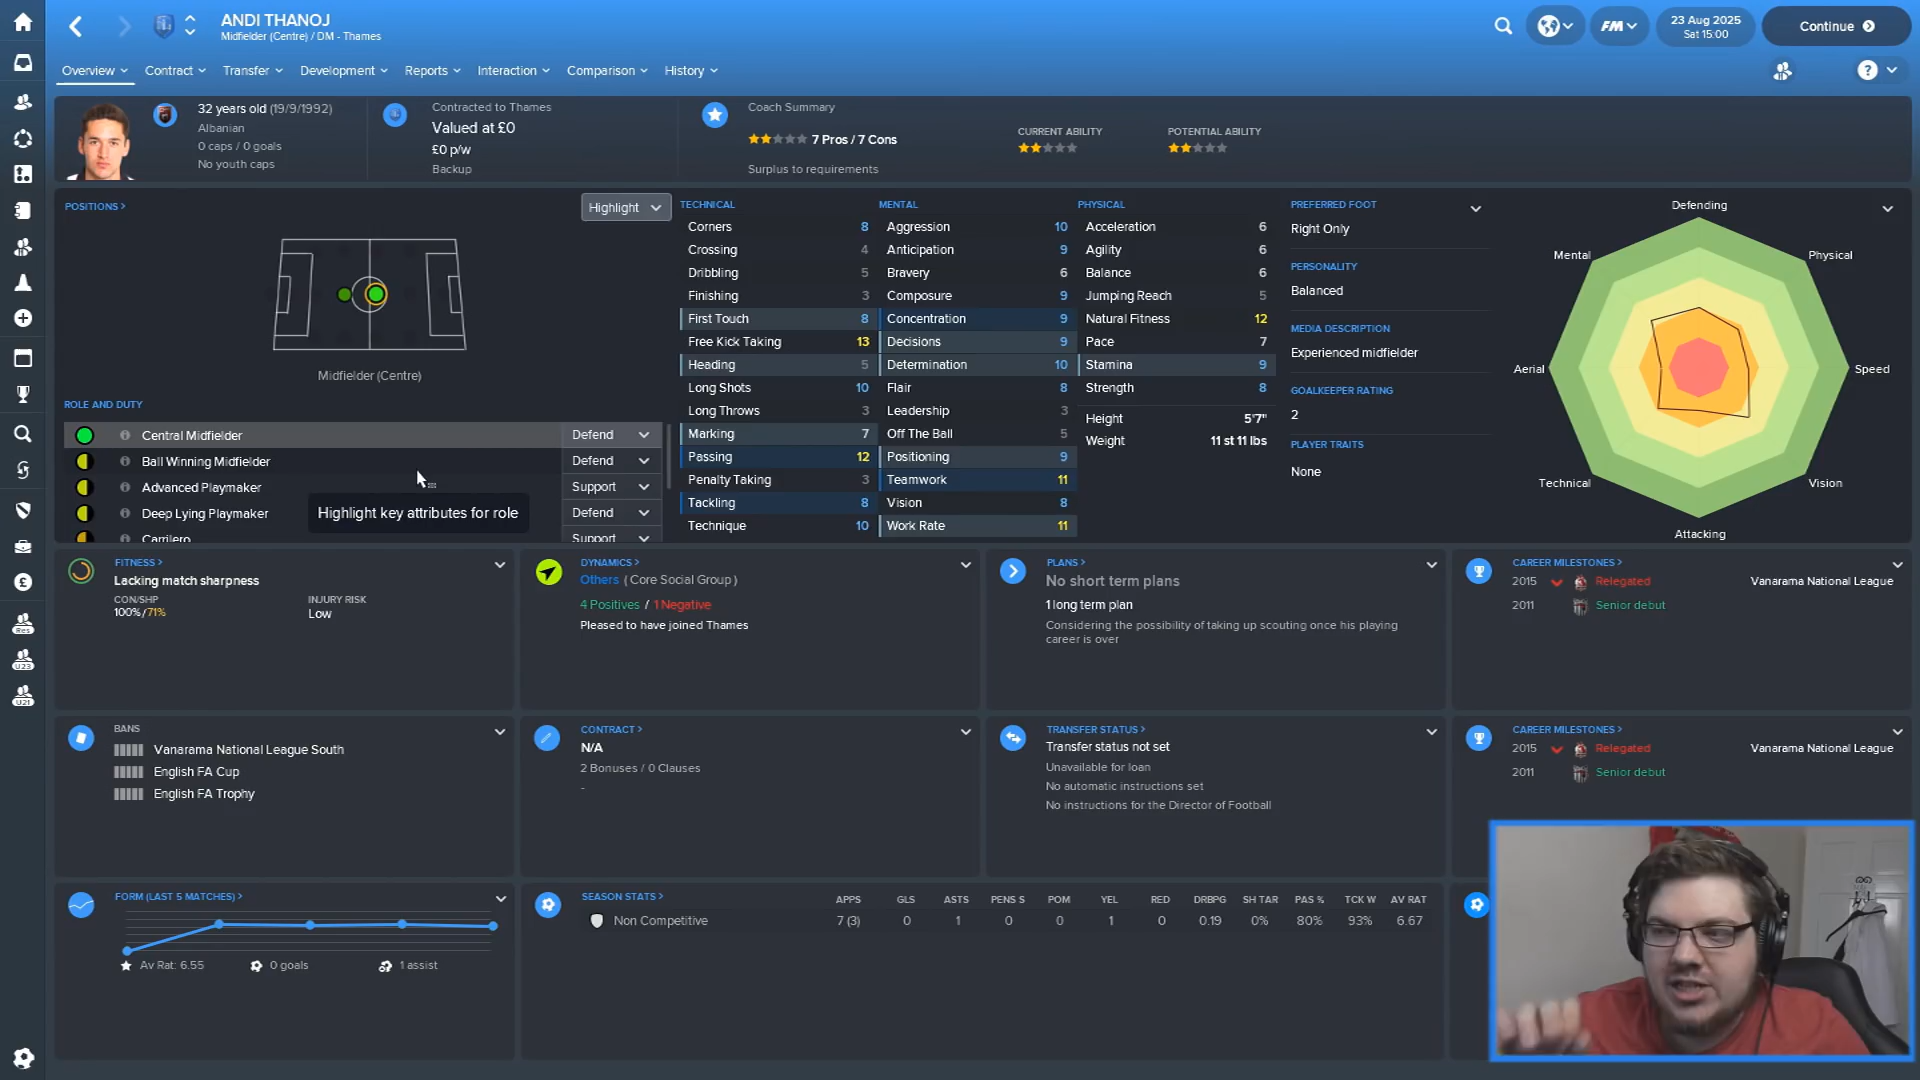 ANDI THANOJ
Midfielder (Centre) / DM - Thames
FM
23 Aug 2025
Sat 15:00
Continue
Overview
Contract
Transfer
Development
Reports
Interaction
Comparison
History
?
32 years old (19/9/1992)
Albanian
0 caps / 0 goals
No youth caps
Contracted to Thames
Valued at £0
£0 p/w
Backup
Coach Summary
7 Pros / 7 Cons
Surplus to requirements
CURRENT ABILITY
POTENTIAL ABILITY
POSITIONS >
Highlight
Midfielder (Centre)
ROLE AND DUTY
Central Midfielder Defend
Ball Winning Midfielder Defend
Advanced Playmaker Support
Deep Lying Playmaker Defend
Carrilero Support
Highlight key attributes for role
TECHNICAL
Corners 8
Crossing 4
Dribbling 5
Finishing 3
First Touch 8
Free Kick Taking 13
Heading 5
Long Shots 10
Long Throws 3
Marking 7
Passing 12
Penalty Taking 3
Tackling 8
Technique 10
MENTAL
Aggression 10
Anticipation 9
Bravery 6
Composure 9
Concentration 9
Decisions 9
Determination 10
Flair 8
Leadership 3
Off The Ball 5
Positioning 9
Teamwork 11
Vision 8
Work Rate 11
PHYSICAL
Acceleration 6
Agility 6
Balance 6
Jumping Reach 5
Natural Fitness 12
Pace 7
Stamina 9
Strength 8
Height 5'7"
Weight 11 st 11 lbs
PREFERRED FOOT
Right Only
PERSONALITY
Balanced
MEDIA DESCRIPTION
Experienced midfielder
GOALKEEPER RATING
2
PLAYER TRAITS
None
Defending
Physical
Speed
Vision
Attacking
Technical
Aerial
Mental
FITNESS >
Lacking match sharpness
CON/SHP
100%/71%
INJURY RISK
Low
DYNAMICS >
Others ( Core Social Group )
4 Positives / 1 Negative
Pleased to have joined Thames
PLANS >
No short term plans
1 long term plan
Considering the possibility of taking up scouting once his playing
career is over
CAREER MILESTONES >
2015 Relegated Vanarama National League
2011 Senior debut
BANS
Vanarama National League South
English FA Cup
English FA Trophy
CONTRACT >
N/A
2 Bonuses / 0 Clauses
-
TRANSFER STATUS >
Transfer status not set
Unavailable for loan
No automatic instructions set
No instructions for the Director of Football
CAREER MILESTONES >
2015 Relegated Vanarama National League
2011 Senior debut
FORM (LAST 5 MATCHES) >
Av Rat: 6.55
0 goals
1 assist
SEASON STATS >
APPS GLS ASTS PENS S POM YEL RED DRBPG SH TAR PAS % TCK W AV RAT
Non Competitive 7 (3) 0 1 0 0 1 0 0.19 0% 80% 93% 6.67
Res
U23
U21
£